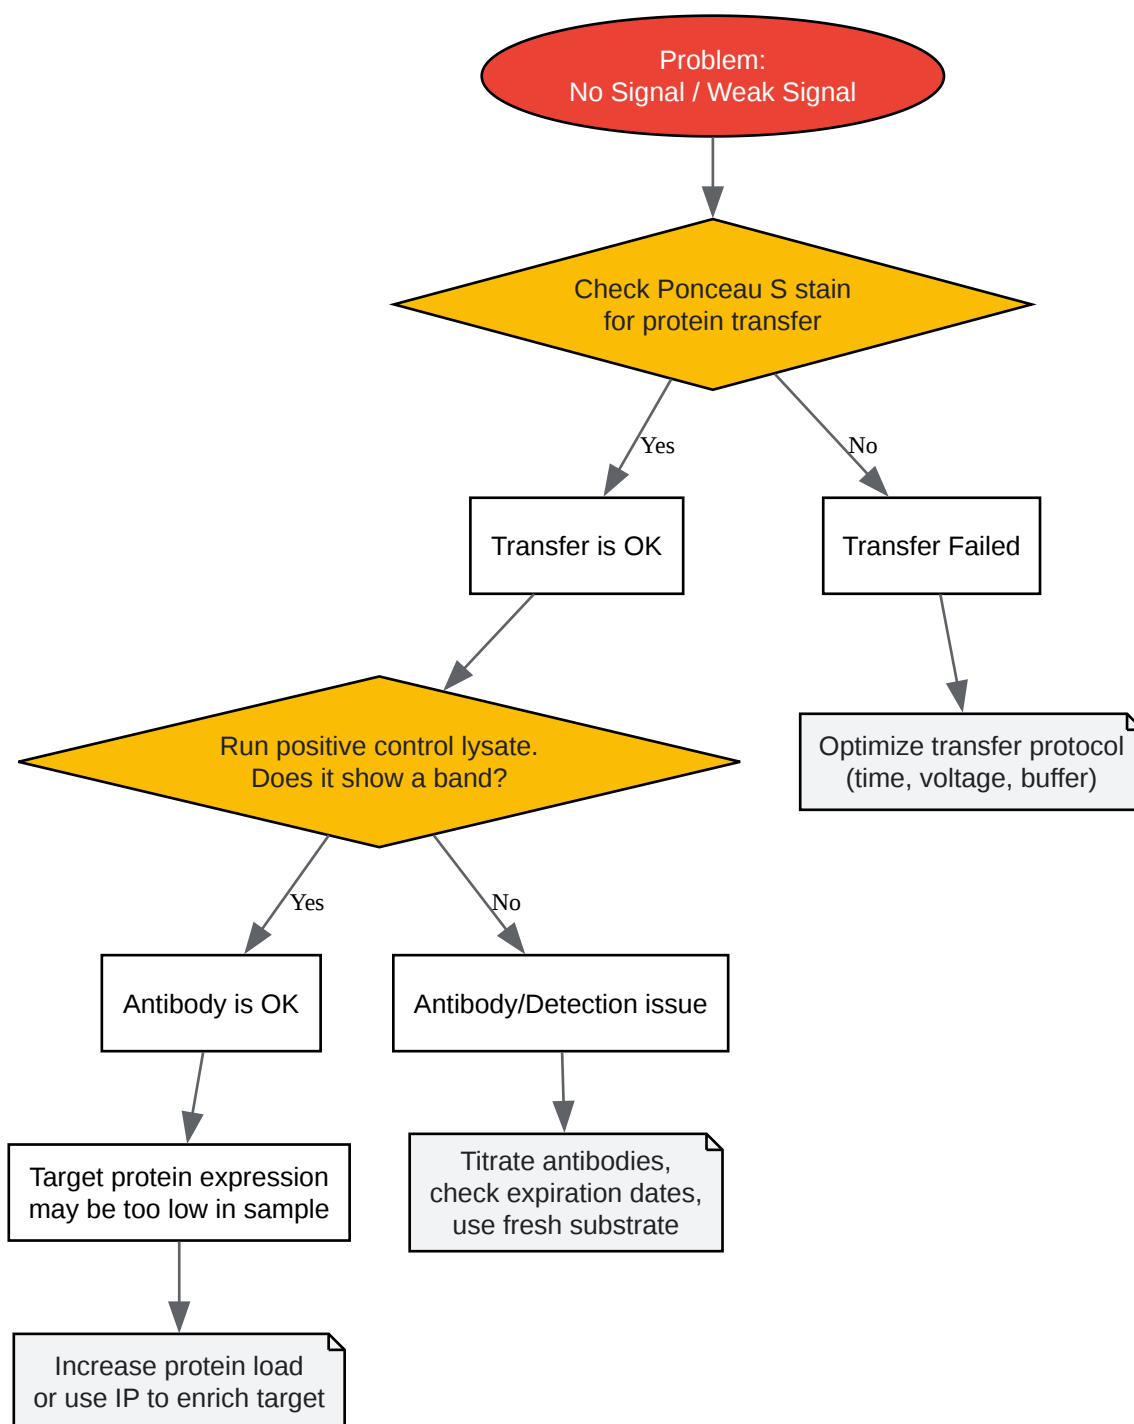 Problem:
No Signal / Weak Signal
Check Ponceau S stain
for protein transfer
Yes
No
Transfer is OK
Transfer Failed
Run positive control lysate.
Does it show a band?
Optimize transfer protocol
(time, voltage, buffer)
Yes
No
Antibody is OK
Antibody/Detection issue
Target protein expression
may be too low in sample
Titrate antibodies,
check expiration dates,
use fresh substrate
Increase protein load
or use IP to enrich target